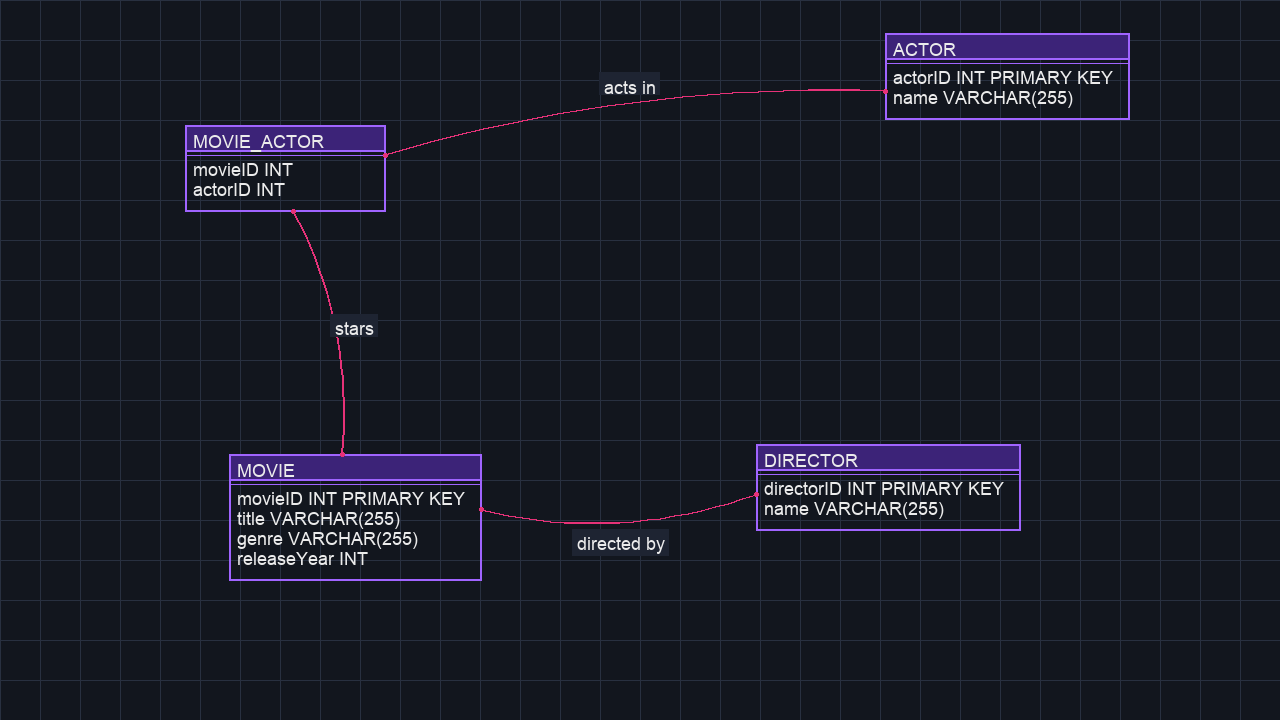 ACTOR
actorID INT PRIMARY KEY
name VARCHAR(255)
acts in
MOVIE_ACTOR
movieID INT
actorID INT
stars
MOVIE
movieID INT PRIMARY KEY
title VARCHAR(255)
genre VARCHAR(255)
releaseYear INT
DIRECTOR
directorID INT PRIMARY KEY
name VARCHAR(255)
directed by